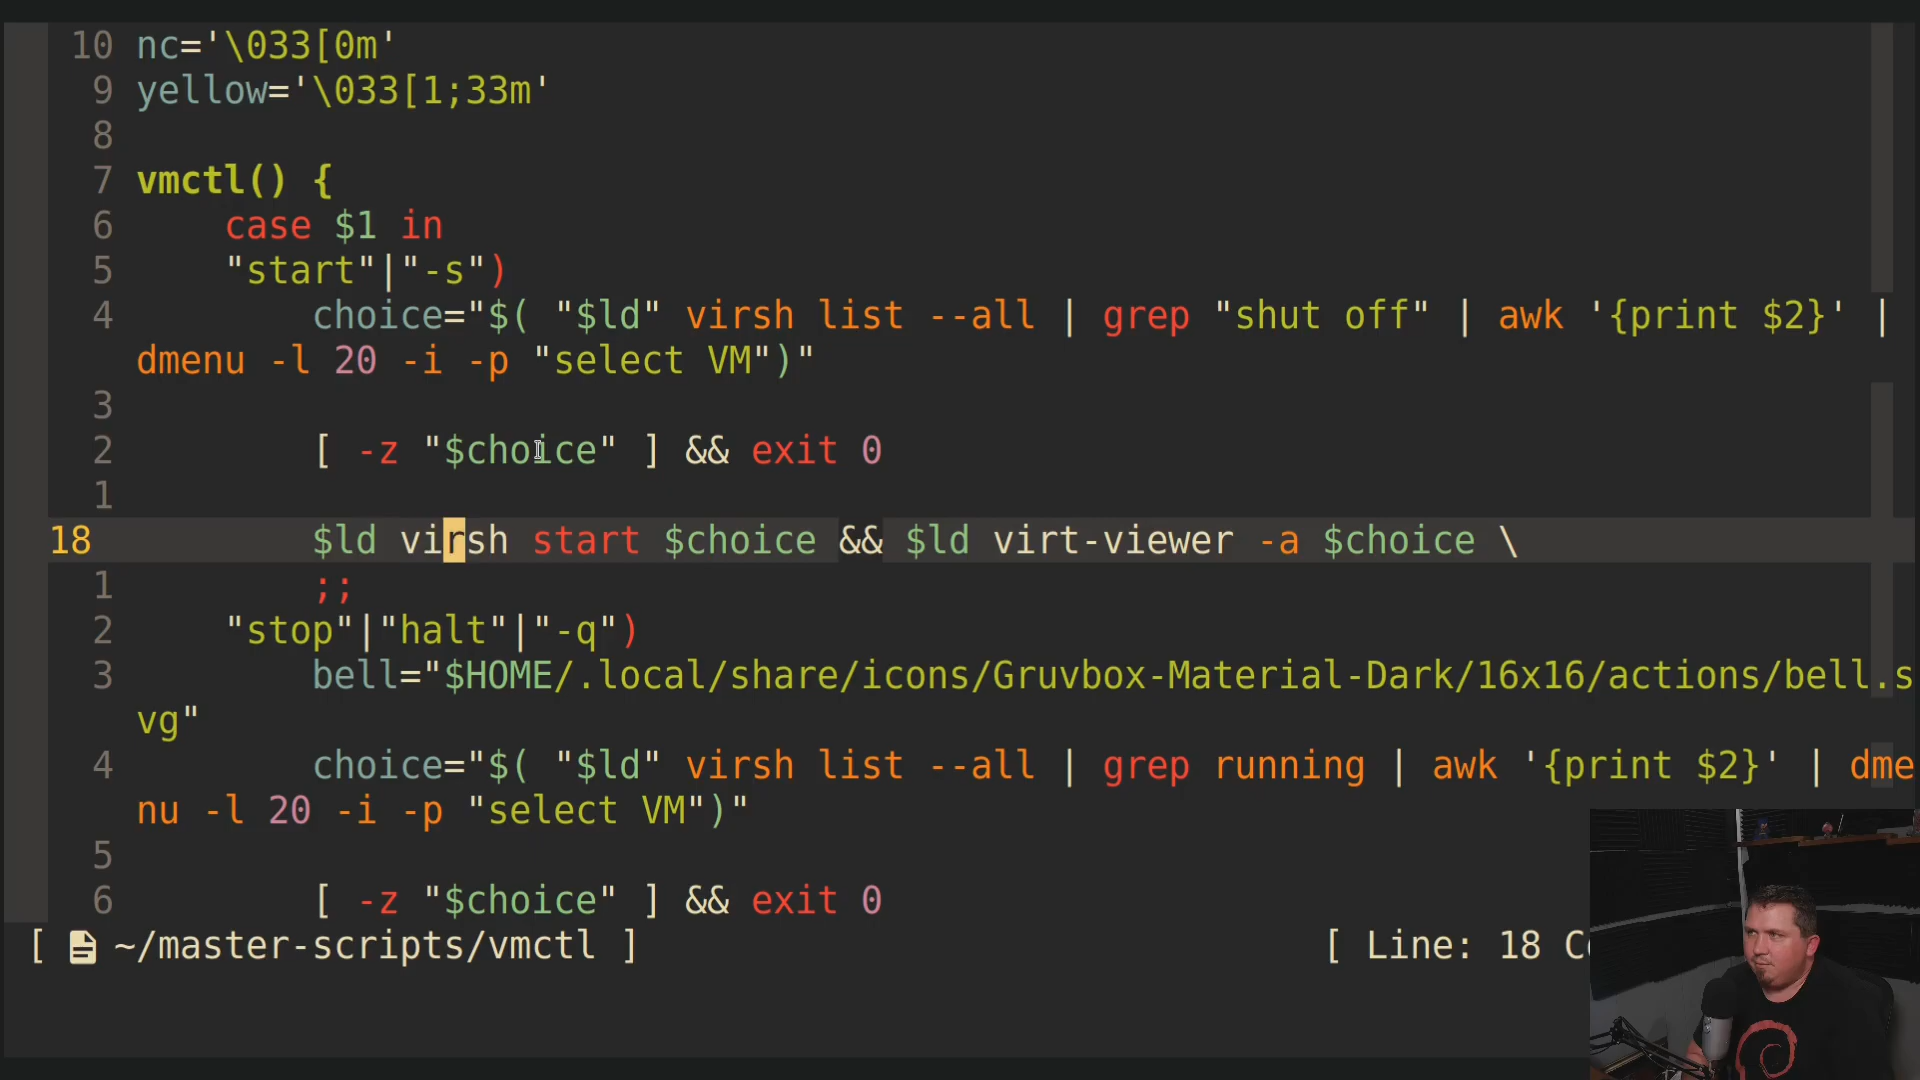 10 nc='\033[0m'
9 yellow='\033[1;33m'
8
7 vmctl() {
6 case $1 in
5 "start"|"-s")
4 choice="$( "$ld" virsh list --all | grep "shut off" | awk '{print $2}' |
dmenu -l 20 -i -p "select VM")"
3
2 [ -z "$choice" ] && exit 0
1
18 $ld virsh start $choice && $ld virt-viewer -a $choice \
1 ;;
2 "stop"|"halt"|"-q")
3 bell="$HOME/.local/share/icons/Gruvbox-Material-Dark/16x16/actions/bell.s
vg"
4 choice="$( "$ld" virsh list --all | grep running | awk '{print $2}' | dme
nu -l 20 -i -p "select VM")"
5
6 [ -z "$choice" ] && exit 0
[ ~/master-scripts/vmctl ] [ Line: 18